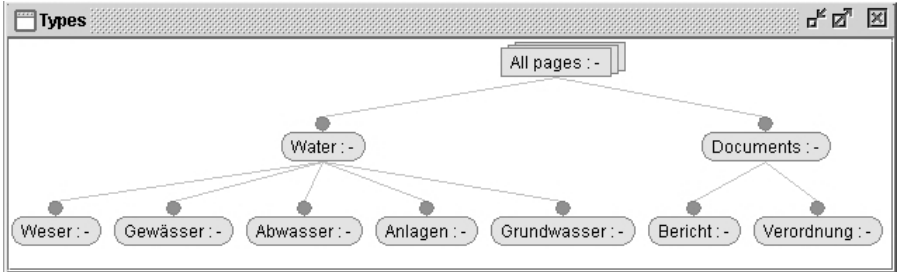 Types
All pages : -
Water : - Documents : -
Weser : - Gewässer : - Abwasser : - Anlagen : - Grundwasser : - Bericht : - Verordnung : -